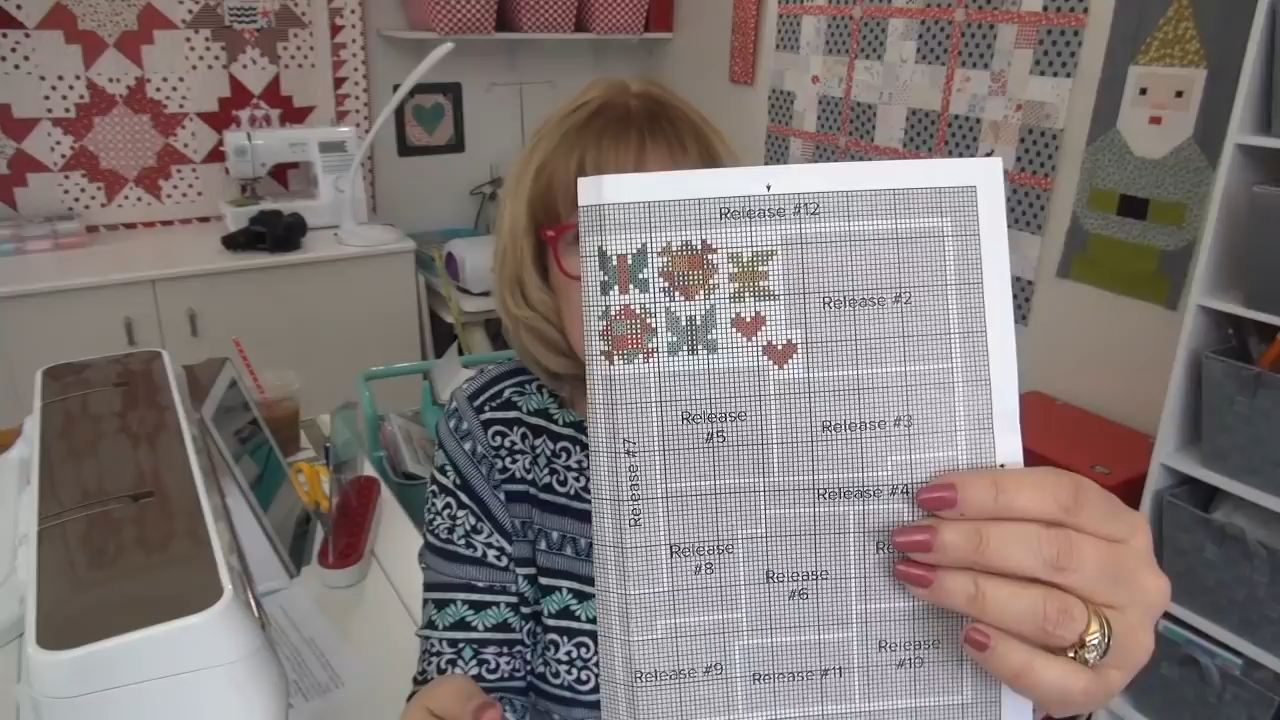 Release #12
Release #2
Release
#5
Release #3
Release #7
Release #4
Release
#8
Release
#6
Release
#10
Release #9
Release #11